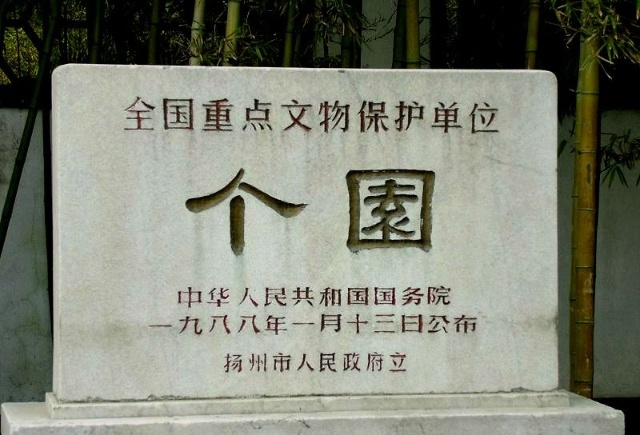 全国重点文物保护单位
个園
中华人民共和国国务院
一九八八年一月十三日公布
扬州市人民政府立